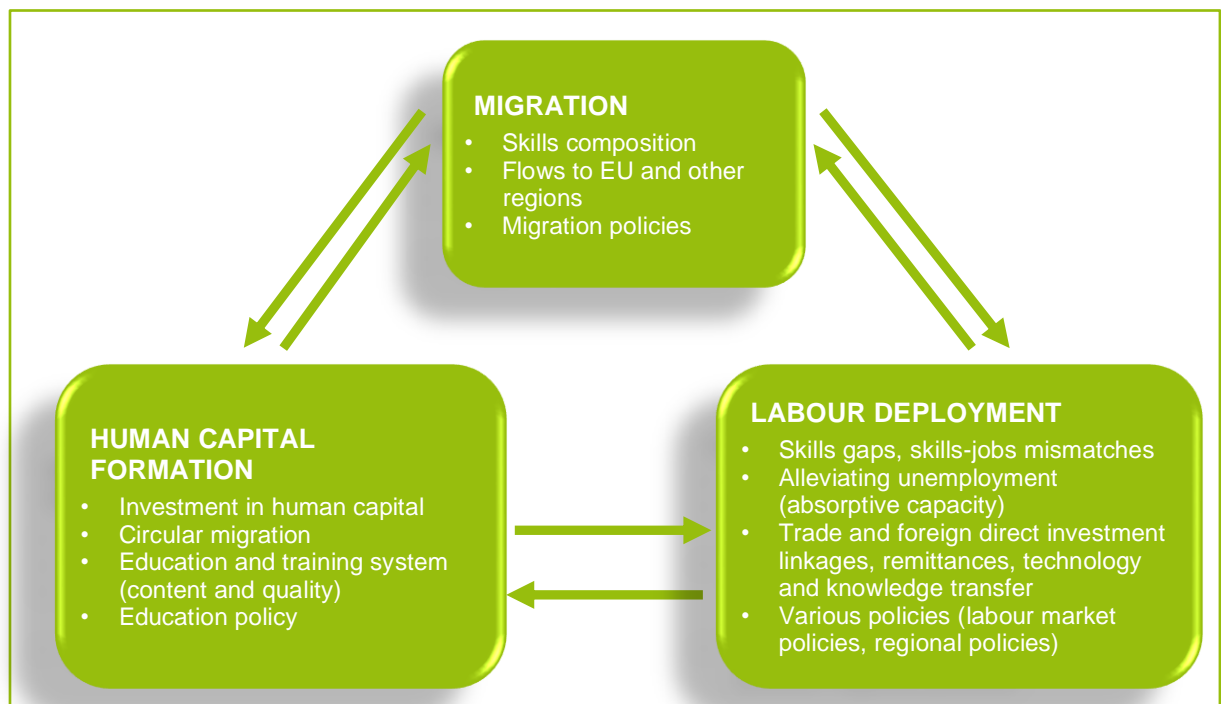 MIGRATION
• Skills composition
• Flows to EU and other
regions
• Migration policies
HUMAN CAPITAL
FORMATION
• Investment in human capital
• Circular migration
• Education and training system
(content and quality)
• Education policy
LABOUR DEPLOYMENT
• Skills gaps, skills-jobs mismatches
• Alleviating unemployment
(absorptive capacity)
• Trade and foreign direct investment
linkages, remittances, technology
and knowledge transfer
• Various policies (labour market
policies, regional policies)